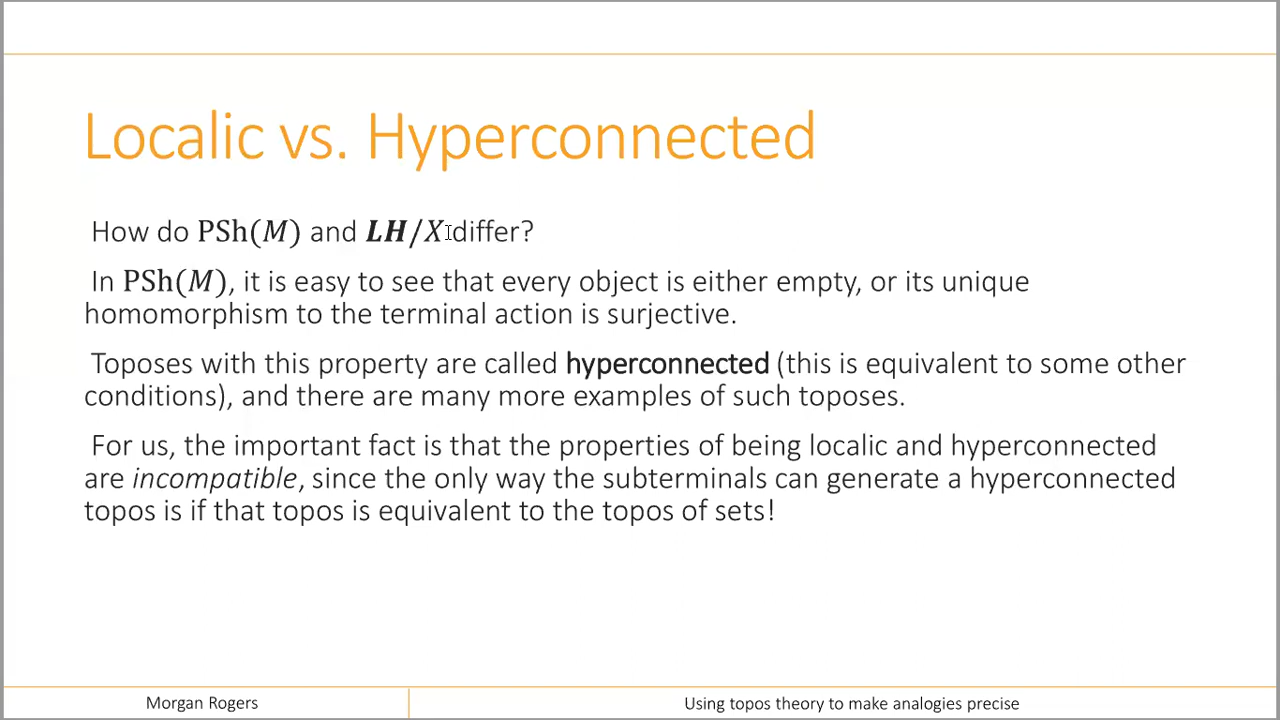 Localic vs. Hyperconnected
How do PSh(M) and LH/X differ?
In PSh(M), it is easy to see that every object is either empty, or its unique
homomorphism to the terminal action is surjective.
Toposes with this property are called hyperconnected (this is equivalent to some other
conditions), and there are many more examples of such toposes.
For us, the important fact is that the properties of being localic and hyperconnected
are incompatible, since the only way the subterminals can generate a hyperconnected
topos is if that topos is equivalent to the topos of sets!
Morgan Rogers
Using topos theory to make analogies precise